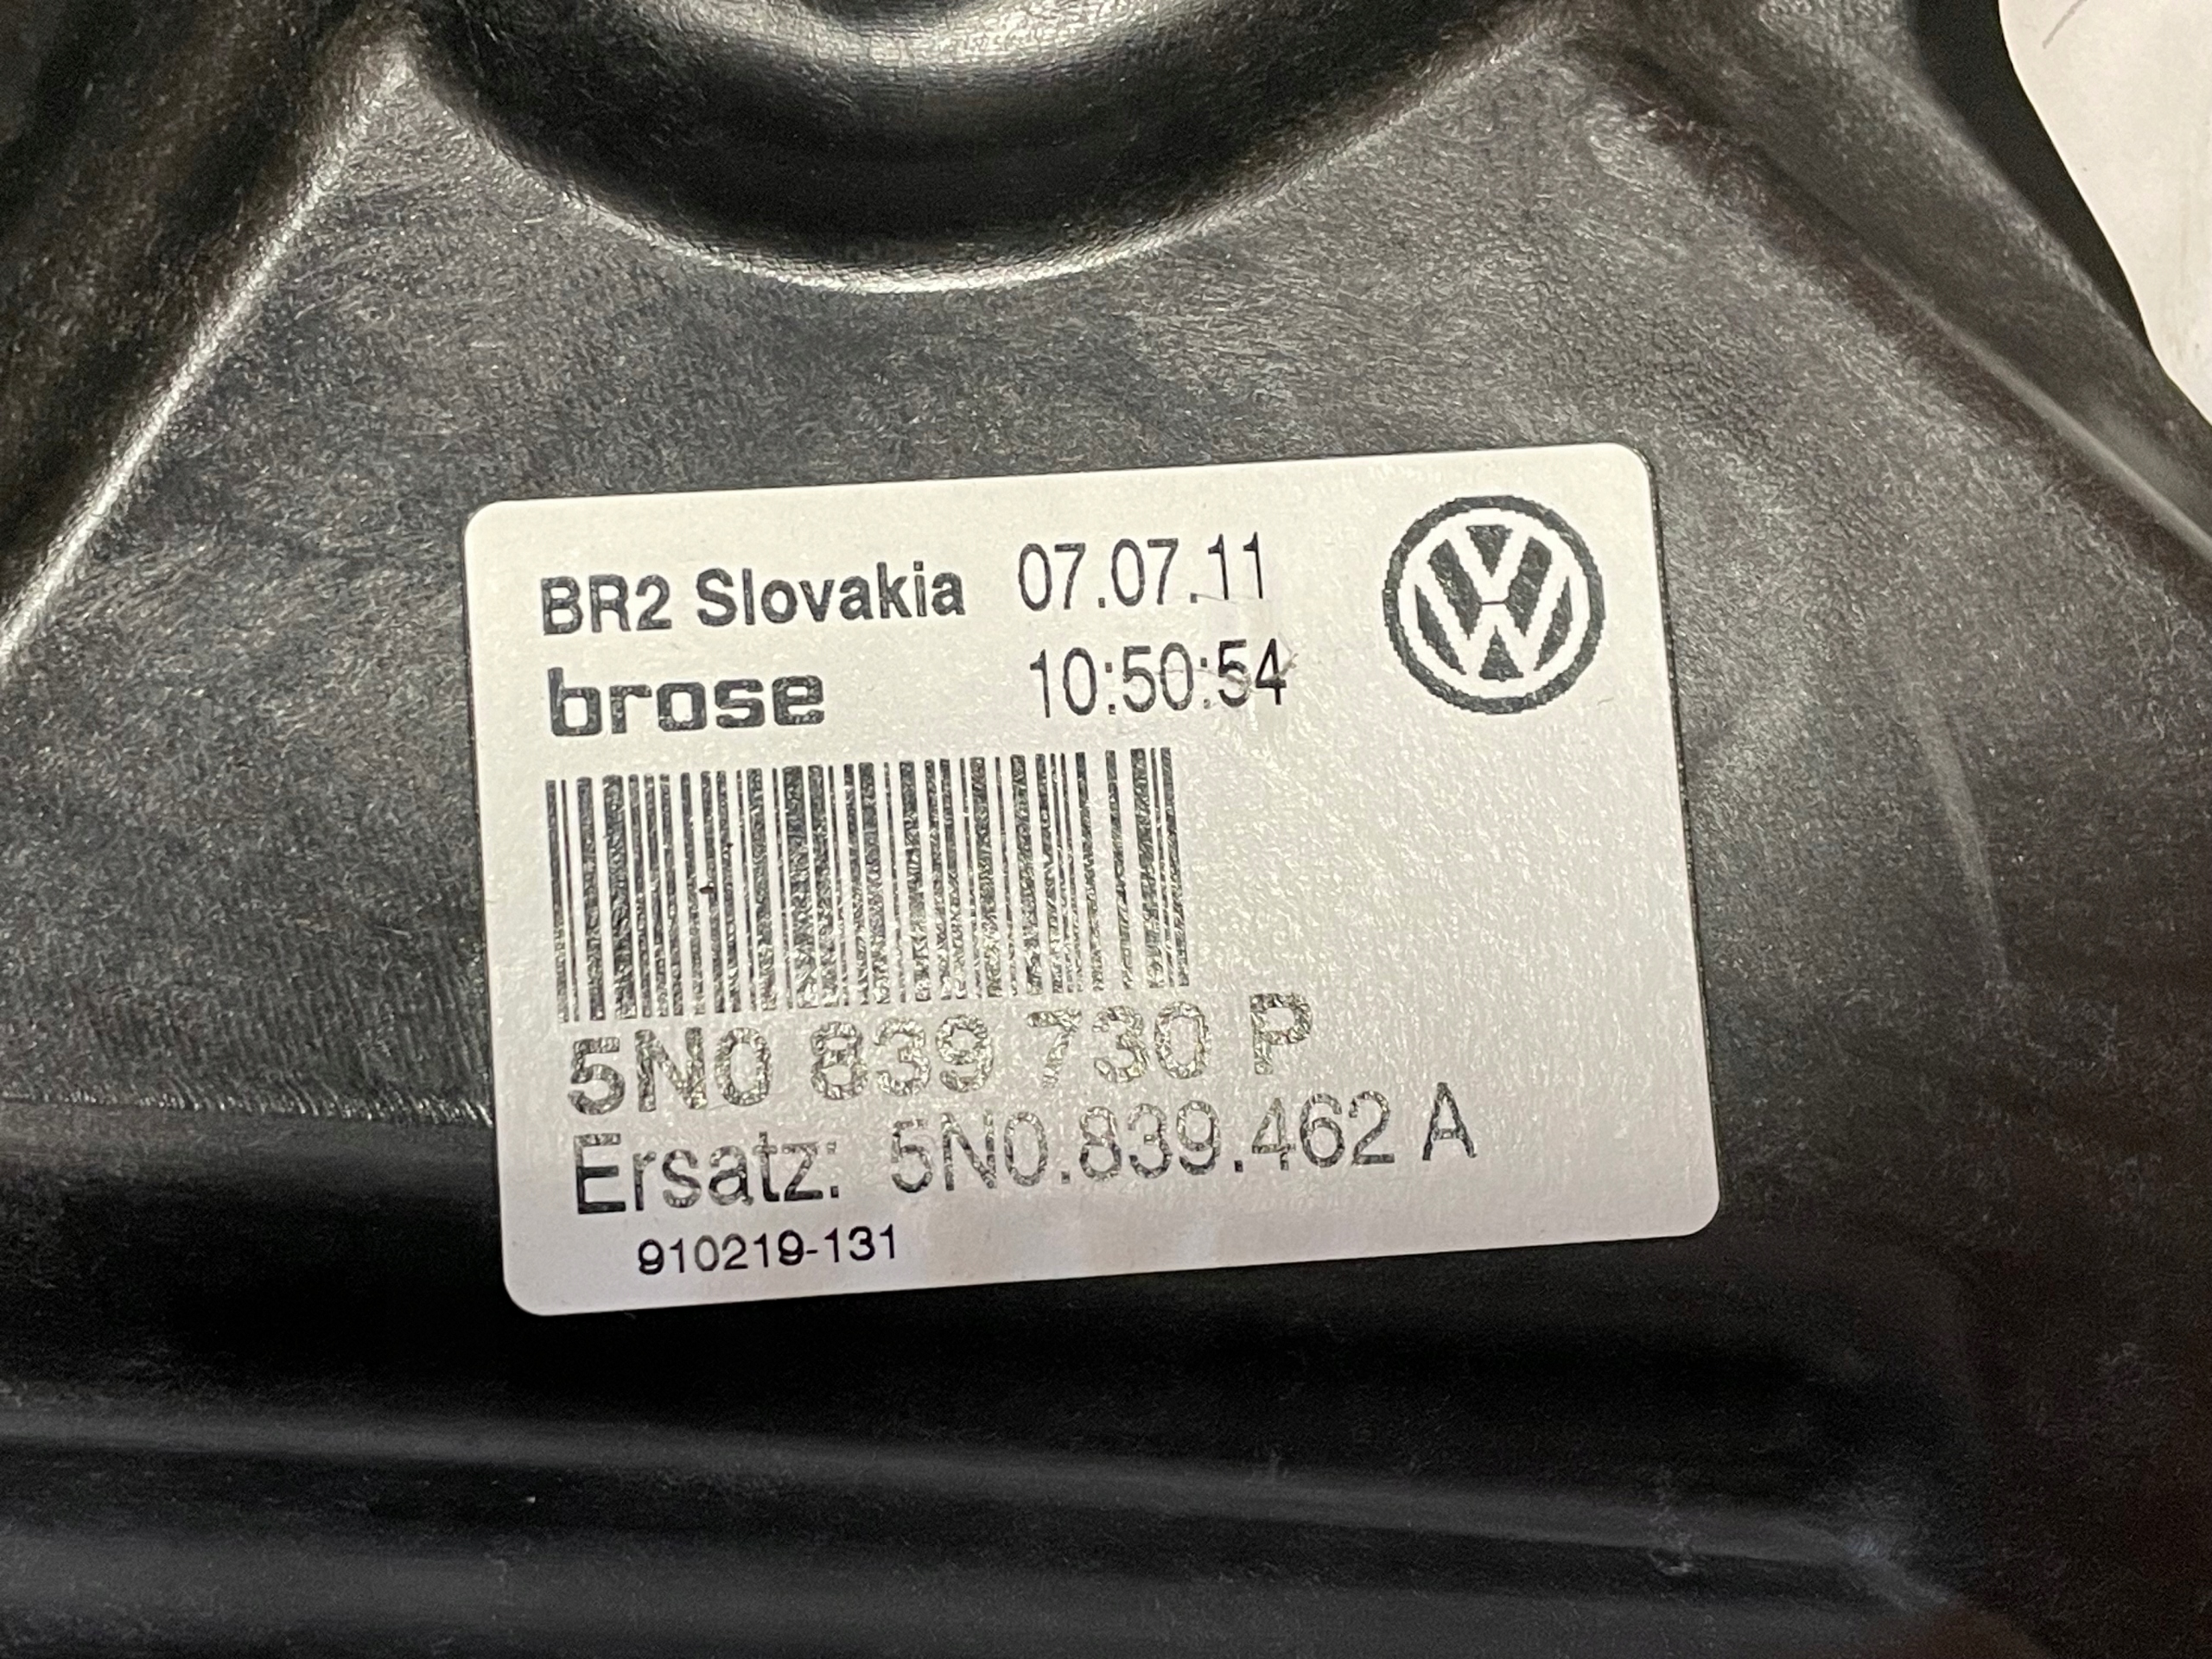 BR2 Slovakia 07.07.11
brose 10:50:54
5N0 839 730 P
Ersatz: 5N0.839.462 A
910219-131